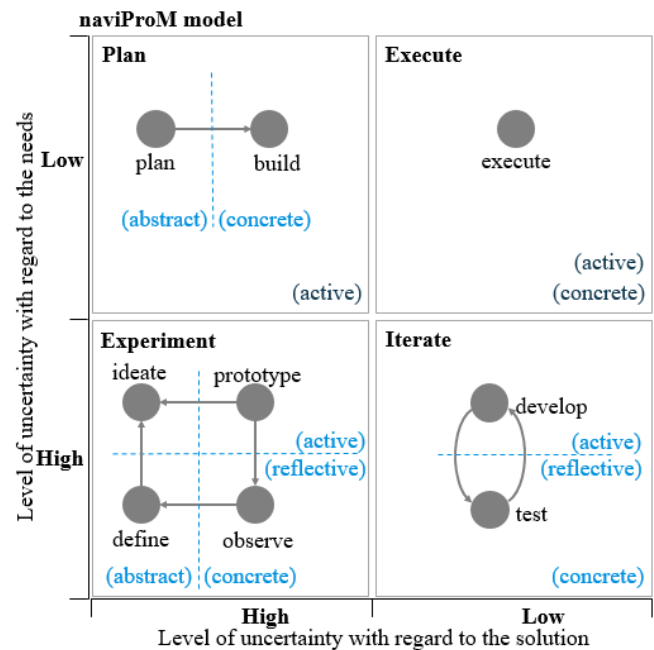 naviProM model
Plan
Execute
plan
build
execute
(abstract) (concrete)
(active)
(active)
(concrete)
Experiment
Iterate
ideate
prototype
develop
(active)
(reflective)
(active)
(reflective)
define
observe
test
(abstract) (concrete)
(concrete)
Low
High
Level of uncertainty with regard to the needs
High
Low
Level of uncertainty with regard to the solution